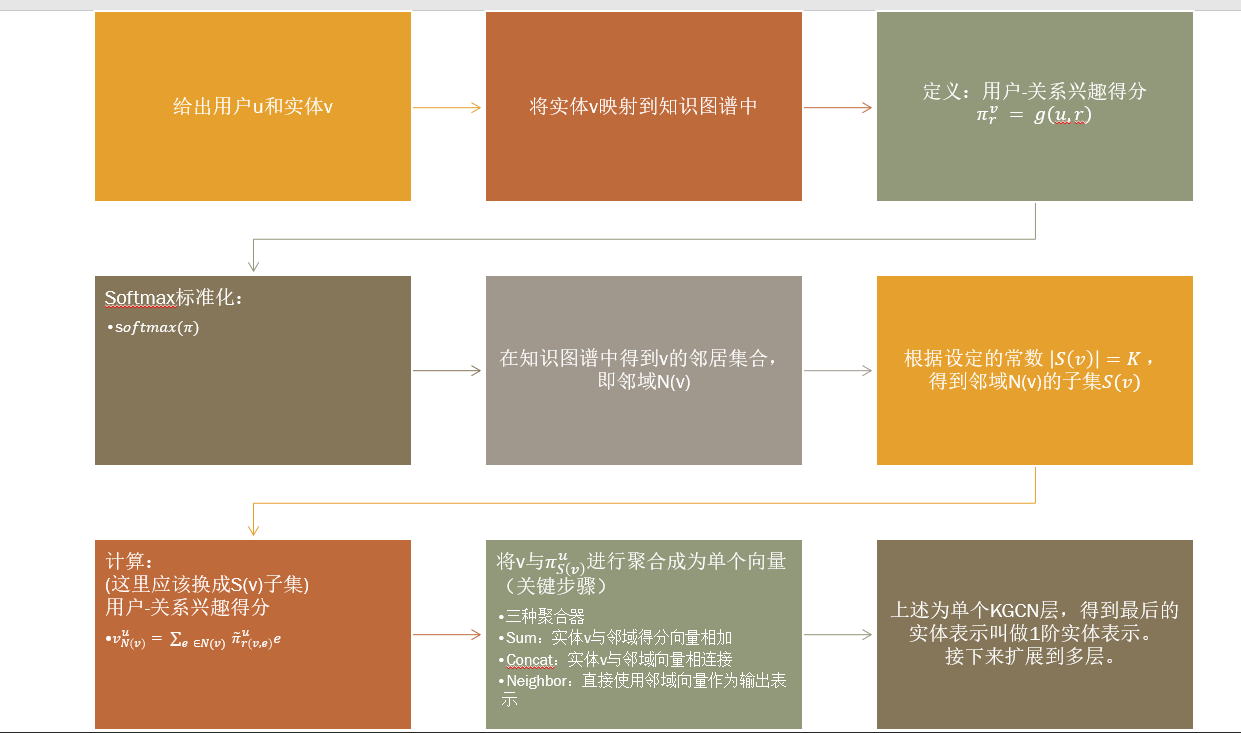 给出用户u和实体v
将实体v映射到知识图谱中
定义：用户-关系兴趣得分
π_r^v = g(u,r)
Softmax标准化：
•softmax(π)
在知识图谱中得到v的邻居集合，
即邻域N(v)
根据设定的常数 |S(v)| = K ，
得到邻域N(v)的子集S(v)
计算：
(这里应该换成S(v)子集)
用户-关系兴趣得分
•v_{N(v)}^u = ∑_{e ∈N(v)} π̃_{r(v,e)}^u e
将v与π_{S(v)}^u进行聚合成为单个向量
（关键步骤）
•三种聚合器
•Sum：实体v与邻域得分向量相加
•Concat：实体v与邻域向量相连接
•Neighbor：直接使用邻域向量作为输出表
示
上述为单个KGCN层，得到最后的
实体表示叫做1阶实体表示。
接下来扩展到多层。